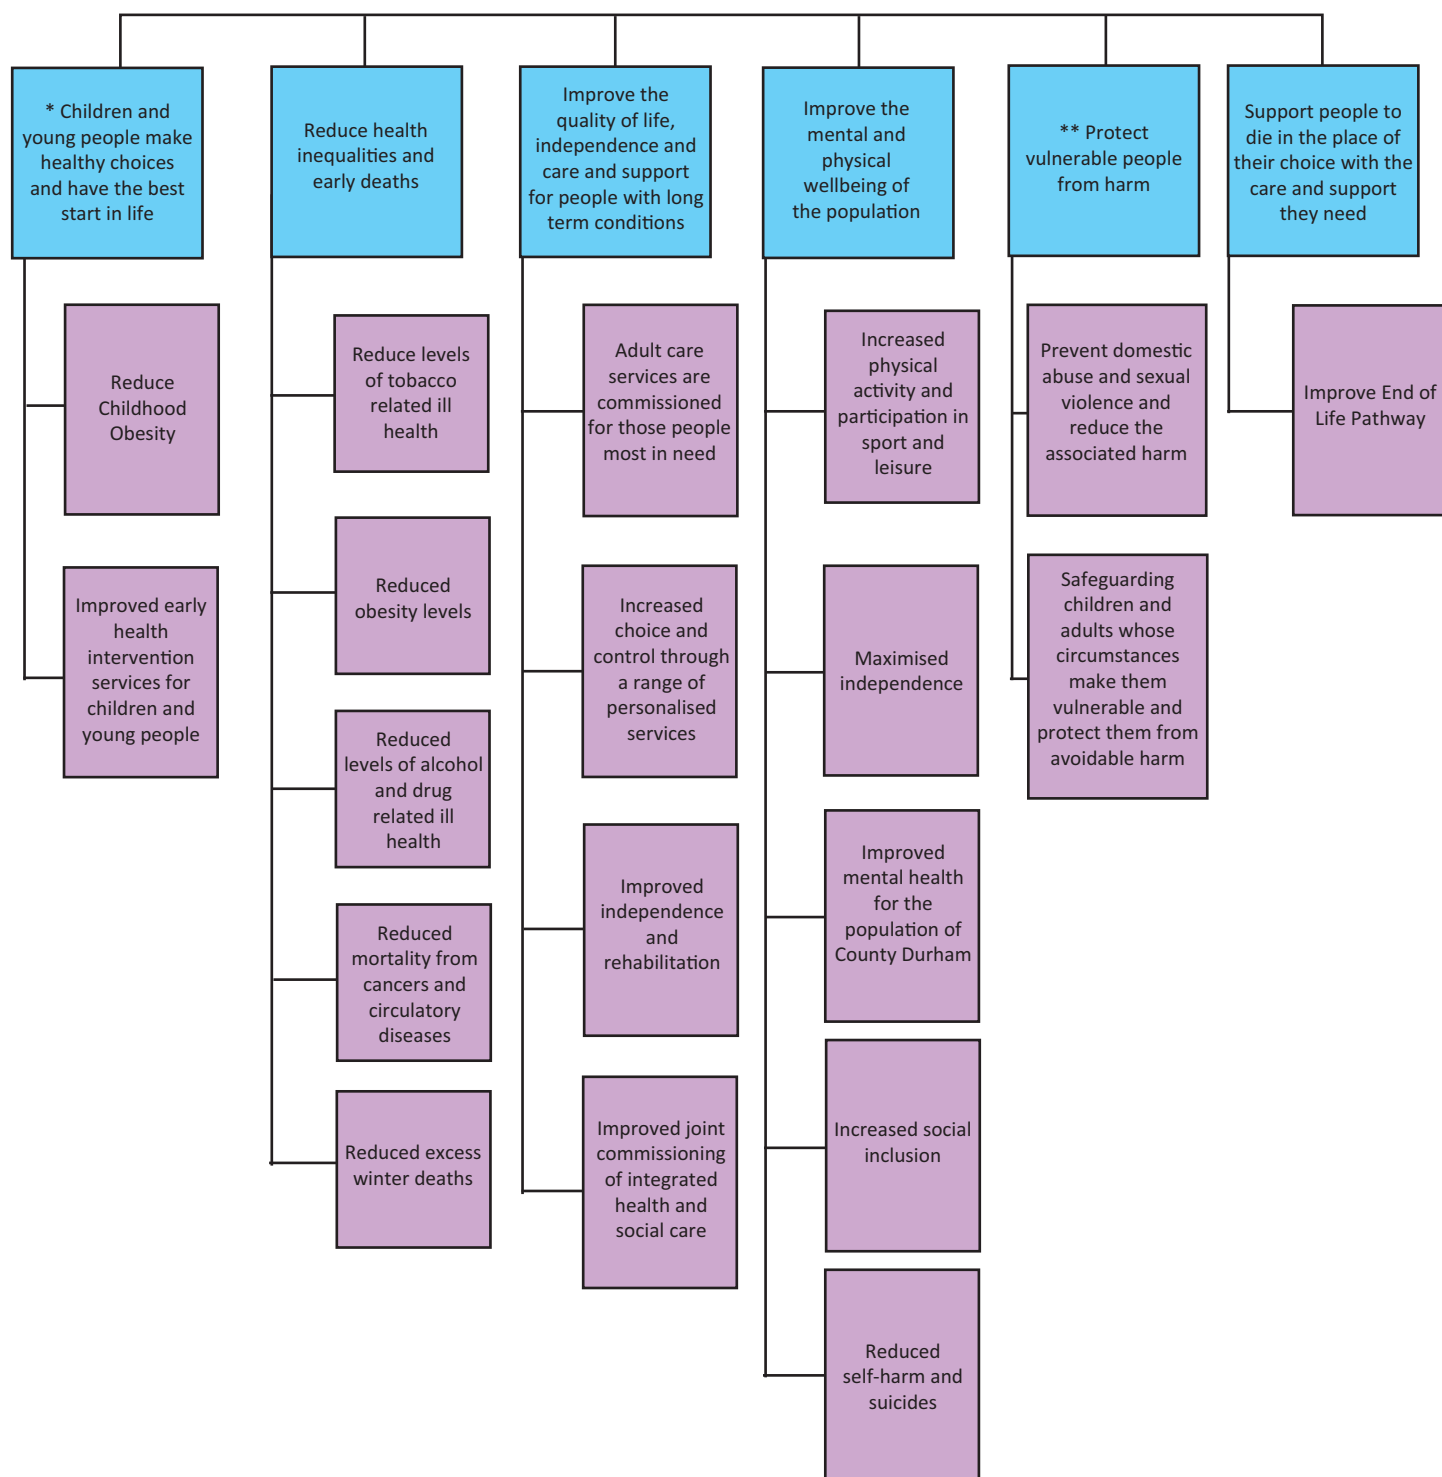 * Children and
young people make
healthy choices
and have the best
start in life
Reduce health
inequalities and
early deaths
Improve the
quality of life,
independence and
care and support
for people with long
term conditions
Improve the
mental and
physical
wellbeing of
the population
** Protect
vulnerable people
from harm
Support people to
die in the place of
their choice with the
care and support
they need
Reduce
Childhood
Obesity
Improved early
health
intervention
services for
children and
young people
Reduce levels
of tobacco
related ill
health
Reduced
obesity levels
Reduced
levels of alcohol
and drug
related ill
health
Reduced
mortality from
cancers and
circulatory
diseases
Reduced excess
winter deaths
Adult care
services are
commissioned
for those people
most in need
Increased
choice and
control through
a range of
personalised
services
Improved
independence
and
rehabilitation
Improved joint
commissioning
of integrated
health and
social care
Increased
physical
activity and
participation in
sport and
leisure
Maximised
independence
Improved
mental health
for the
population of
County Durham
Increased social
inclusion
Reduced
self-harm and
suicides
Prevent domestic
abuse and sexual
violence and
reduce the
associated harm
Safeguarding
children and
adults whose
circumstances
make them
vulnerable and
protect them from
avoidable harm
Improve End of
Life Pathway